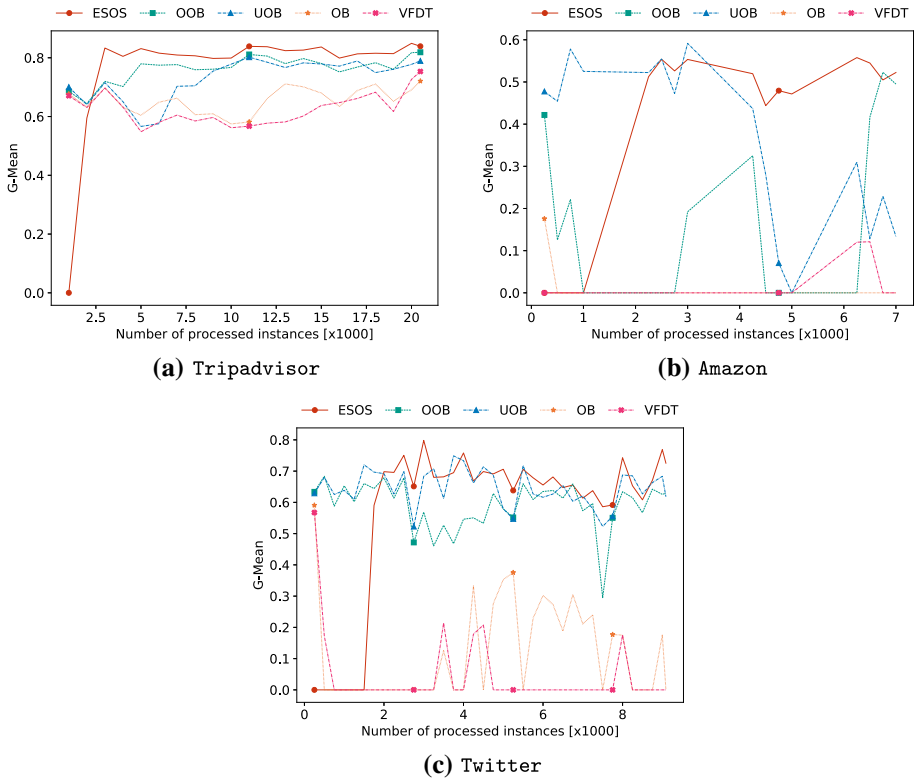 ESOS OOB UOB OB VFDT
0.8
0.6
0.4
0.2
0.0
G-Mean
2.5 5 7.5 10 12.5 15 17.5 20
Number of processed instances [x1000]
(a) Tripadvisor
ESOS OOB UOB OB VFDT
0.6
0.5
0.4
0.3
0.2
0.1
0.0
G-Mean
0 1 2 3 4 5 6 7
Number of processed instances [x1000]
(b) Amazon
ESOS OOB UOB OB VFDT
0.8
0.7
0.6
0.5
0.4
0.3
0.2
0.1
0.0
G-Mean
2 4 6 8
Number of processed instances [x1000]
(c) Twitter